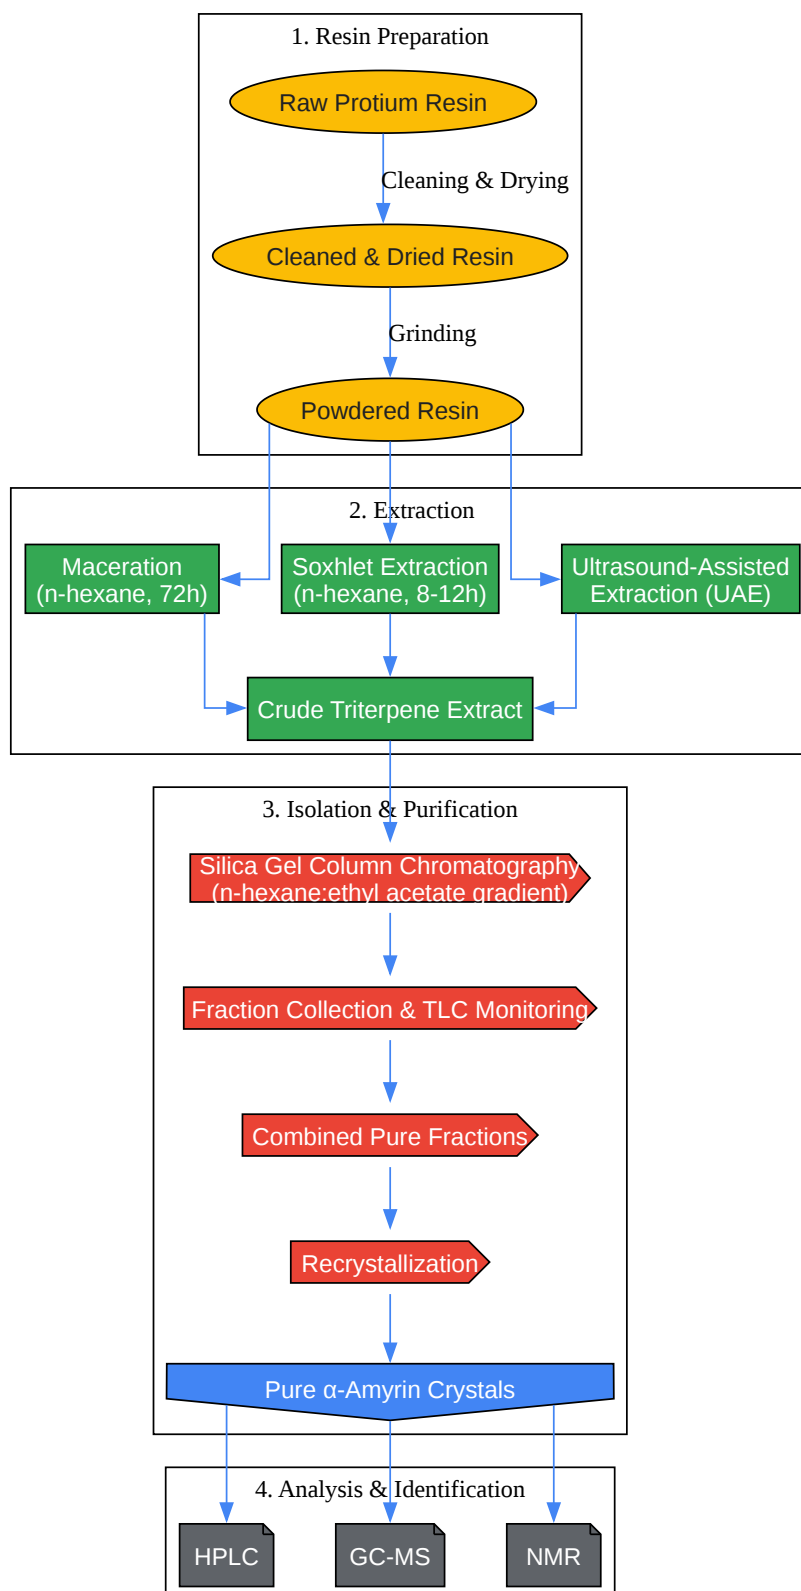 1. Resin Preparation
Raw Protium Resin
Cleaning & Drying
Cleaned & Dried Resin
Grinding
Powdered Resin
2. Extraction
Maceration
(n-hexane, 72h)
Soxhlet Extraction
(n-hexane, 8-12h)
Ultrasound-Assisted
Extraction (UAE)
Crude Triterpene Extract
3. Isolation & Purification
Silica Gel Column Chromatography
(n-hexane:ethyl acetate gradient)
Fraction Collection & TLC Monitoring
Combined Pure Fractions
Recrystallization
Pure α-Amyrin Crystals
4. Analysis & Identification
HPLC
GC-MS
NMR